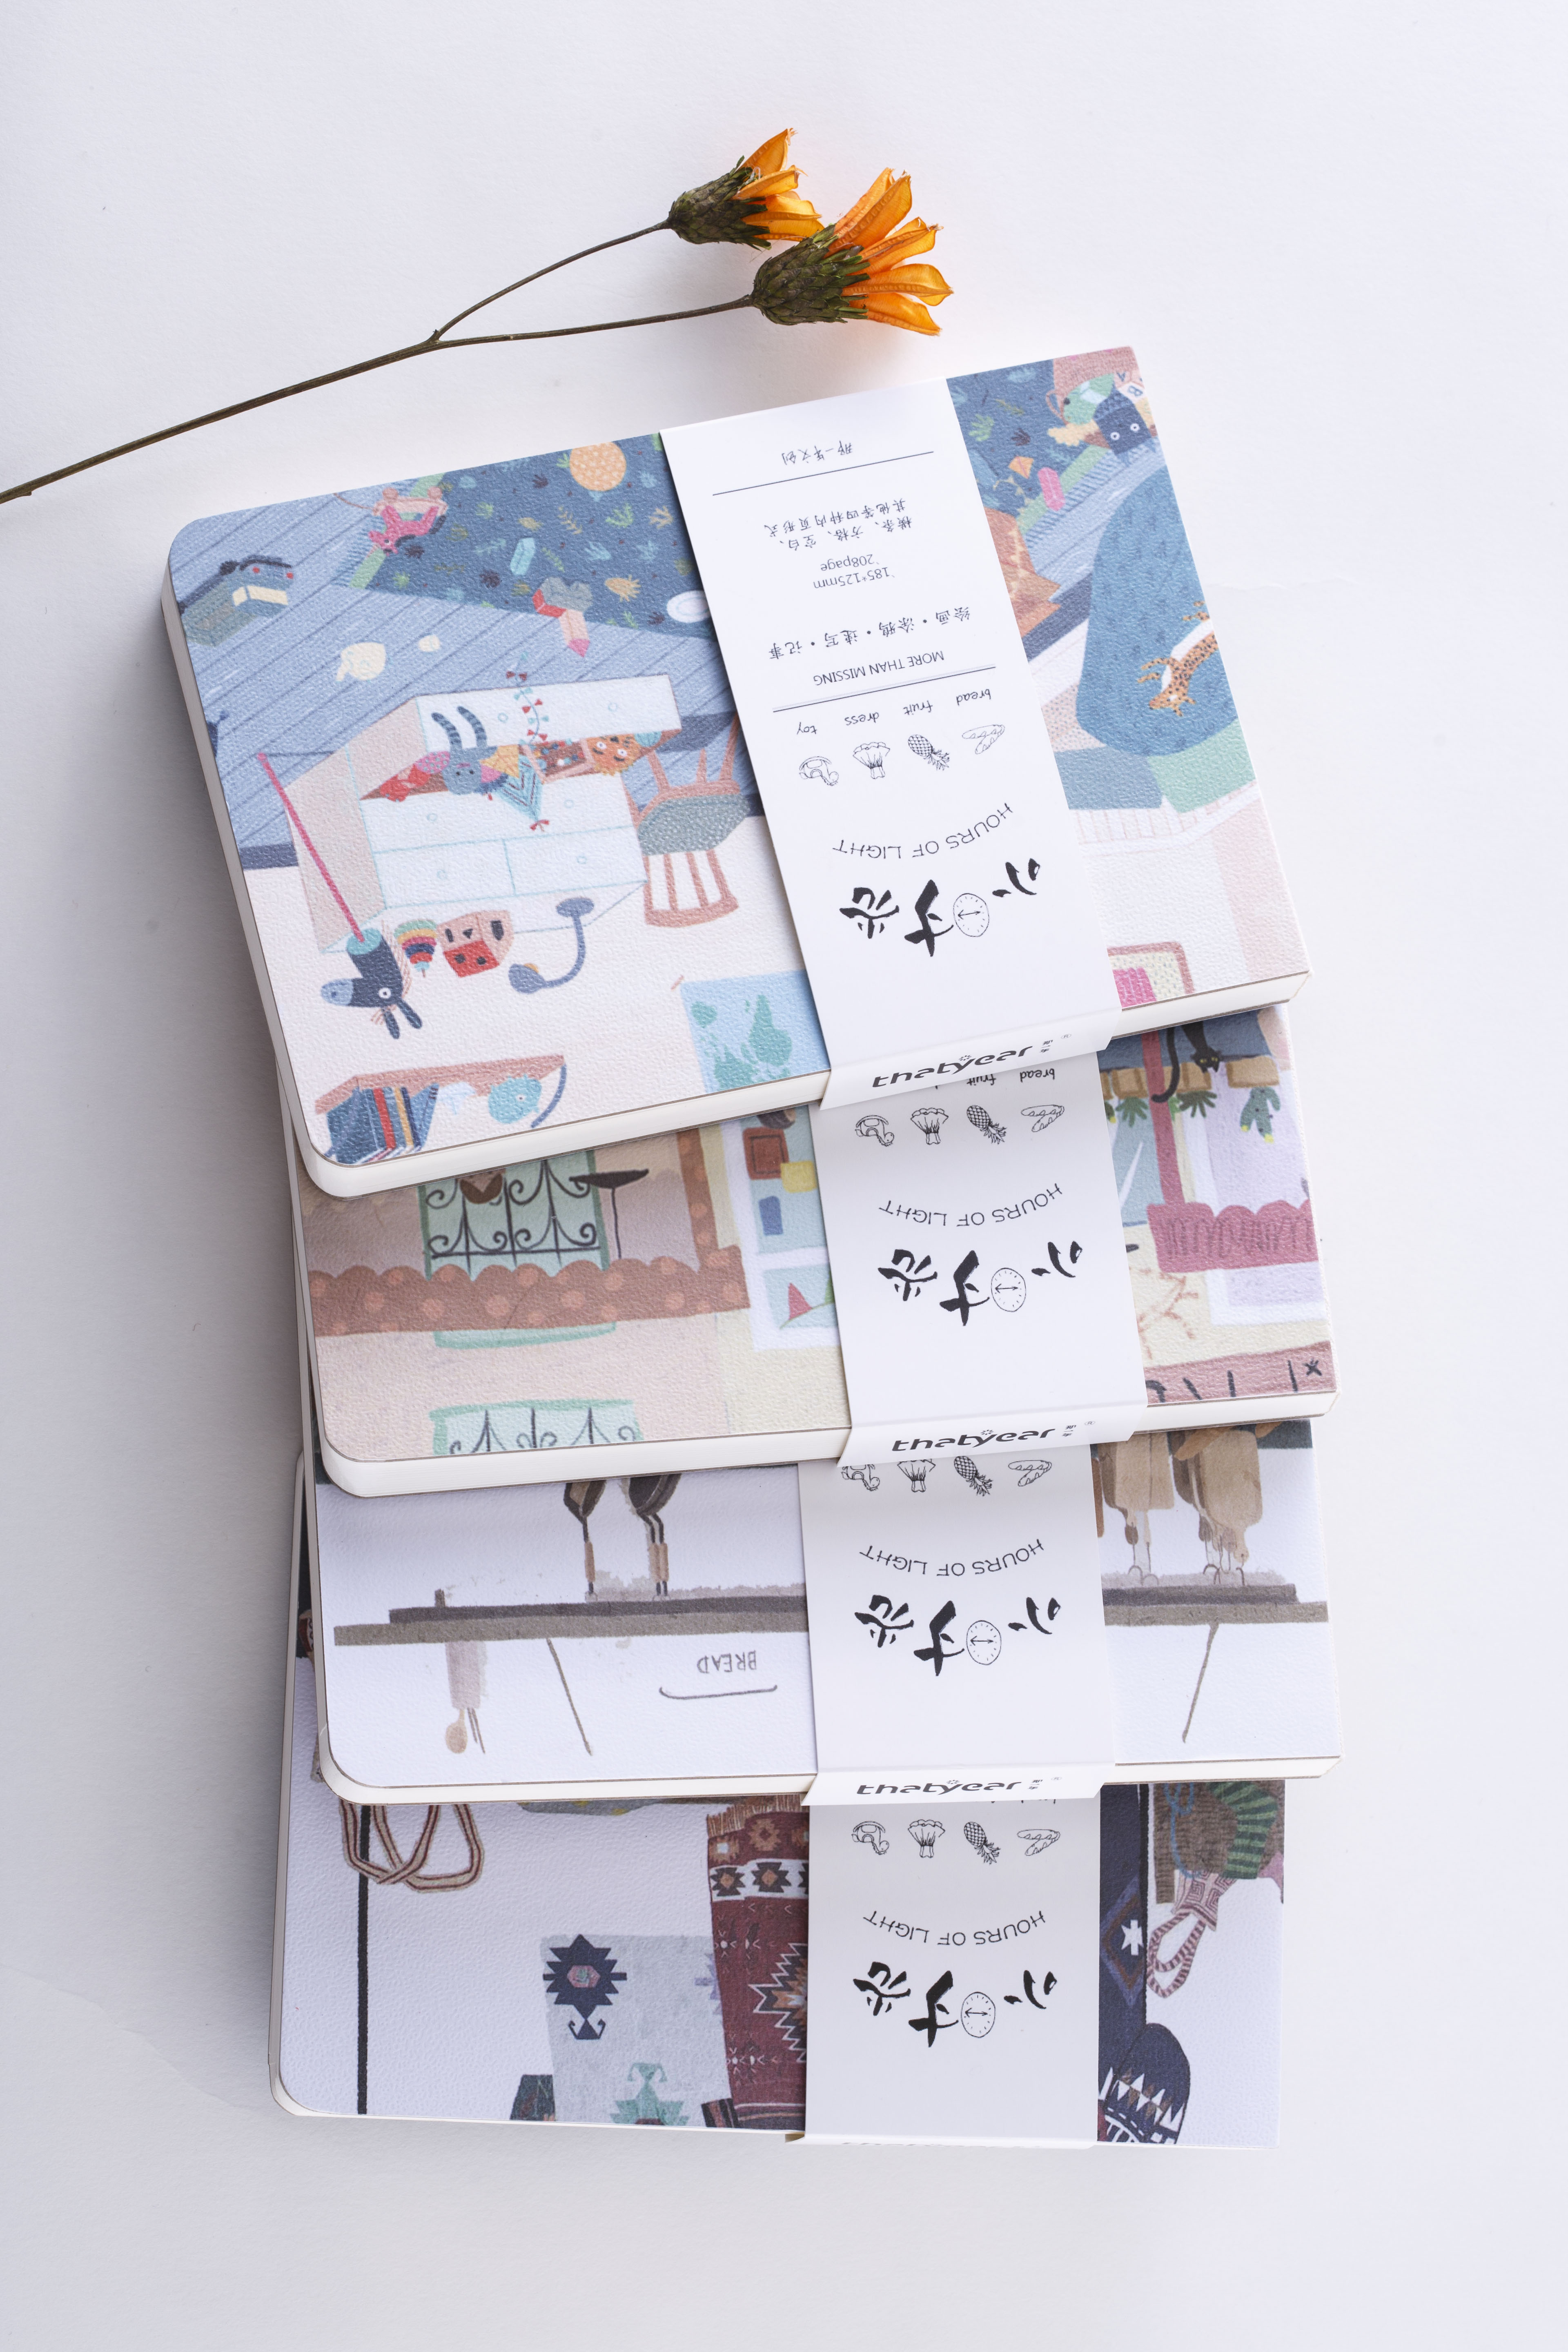 小时光
HOURS OF LIGHT
bread fruit dress toy
MORE THAN MISSING
绘画·涂鸦·速写·记事
185*125mm
208page
横条、方格、空白、
其他等四种内页形式
那一年文创
thatyear
小时光
HOURS OF LIGHT
bread fruit
thatyear
BREAD
小时光
HOURS OF LIGHT
thatyear
小时光
HOURS OF LIGHT